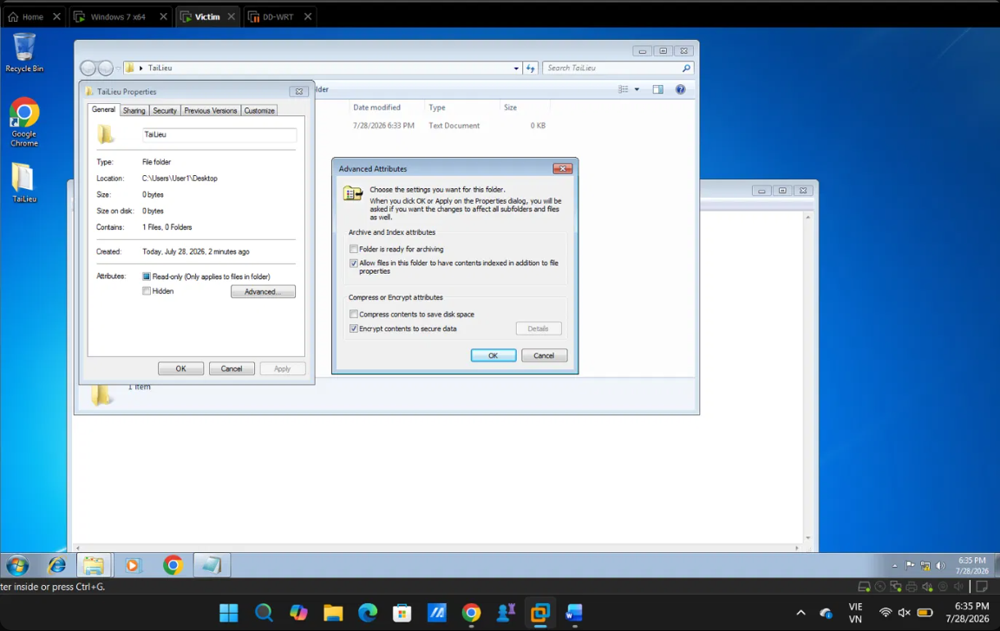 Home
Windows 7 x64
Victim
DD-WRT
Recycle Bin
Google
Chrome
TaiLieu
TaiLieu
Search TaiLieu
lder
Date modified
Type
Size
7/28/2026 6:33 PM
Text Document
0 KB
1 item
TaiLieu Properties
General
Sharing
Security
Previous Versions
Customize
TaiLieu
Type:
File folder
Location:
C:\Users\User1\Desktop
Size:
0 bytes
Size on disk:
0 bytes
Contains:
1 Files, 0 Folders
Created:
Today, July 28, 2026, 2 minutes ago
Attributes:
Read-only (Only applies to files in folder)
Hidden
Advanced...
OK
Cancel
Apply
Advanced Attributes
Choose the settings you want for this folder.
When you click OK or Apply on the Properties dialog, you will be
asked if you want the changes to affect all subfolders and files
as well.
Archive and Index attributes
Folder is ready for archiving
Allow files in this folder to have contents indexed in addition to file
properties
Compress or Encrypt attributes
Compress contents to save disk space
Encrypt contents to secure data
Details
OK
Cancel
6:35 PM
7/28/2026
ter inside or press Ctrl+G.
VIE
VN
6:35 PM
7/28/2026